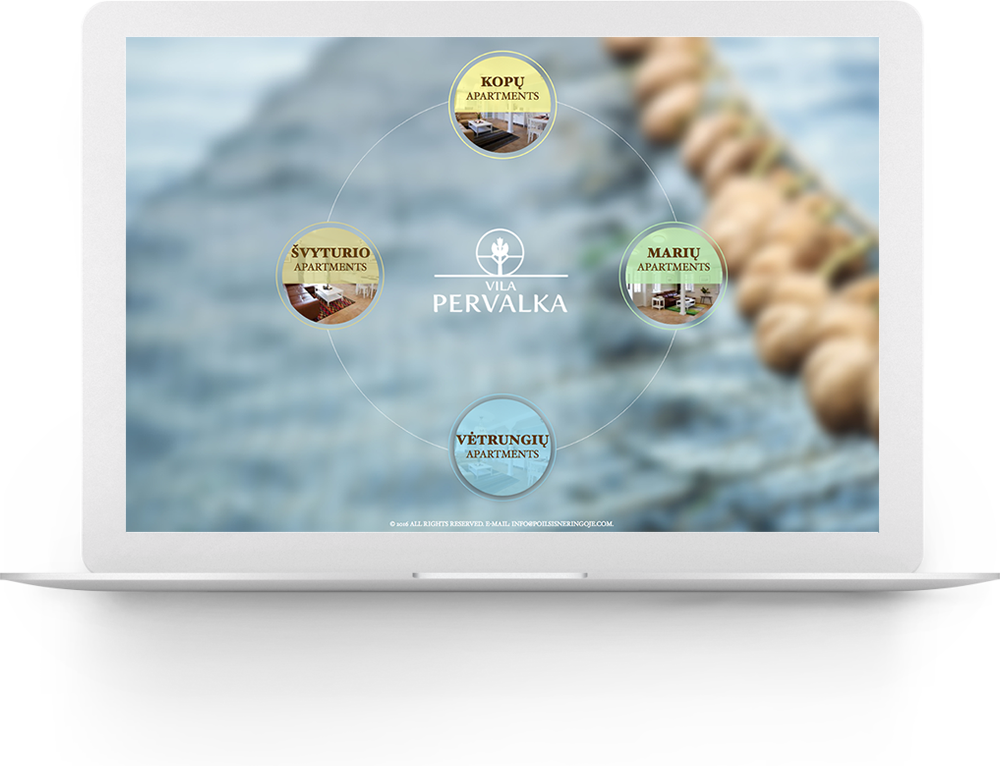 KOPŲ
APARTMENTS
ŠVYTURIO
APARTMENTS
MARIŲ
APARTMENTS
VILA
PERVALKA
VĖTRUNGIŲ
APARTMENTS
© 2016 ALL RIGHTS RESERVED. E-MAIL: INFO@POILSISNERINGOJE.COM.